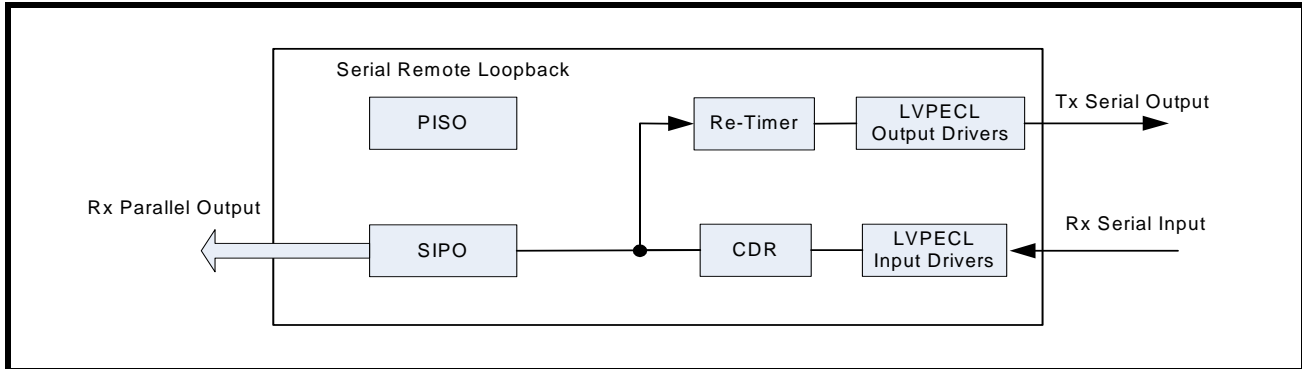 Serial Remote Loopback
PISO
Re-Timer
LVPECL
Output Drivers
Tx Serial Output
Rx Parallel Output
SIPO
CDR
LVPECL
Input Drivers
Rx Serial Input